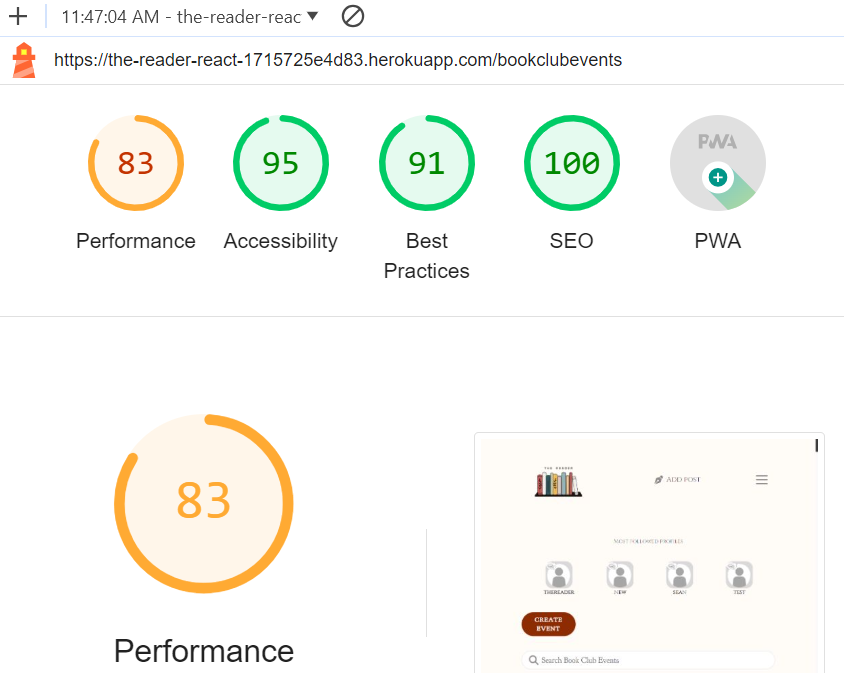 11:47:04 AM - the-reader-reac
https://the-reader-react-1715725e4d83.herokuapp.com/bookclubevents
83 95 91 100 PWA
Performance Accessibility Best Practices SEO PWA
83
Performance
THE READER
ADD POST
MOST FOLLOWED PROFILES
THEREADER NEW SEAN TEST
CREATE
EVENT
Search Book Club Events